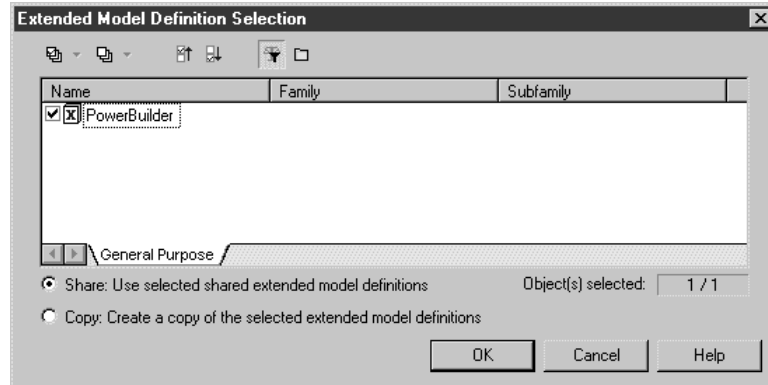 Extended Model Definition Selection
Name Family Subfamily
PowerBuilder
General Purpose
Share: Use selected shared extended model definitions Object(s) selected: 1 / 1
Copy: Create a copy of the selected extended model definitions
OK Cancel Help